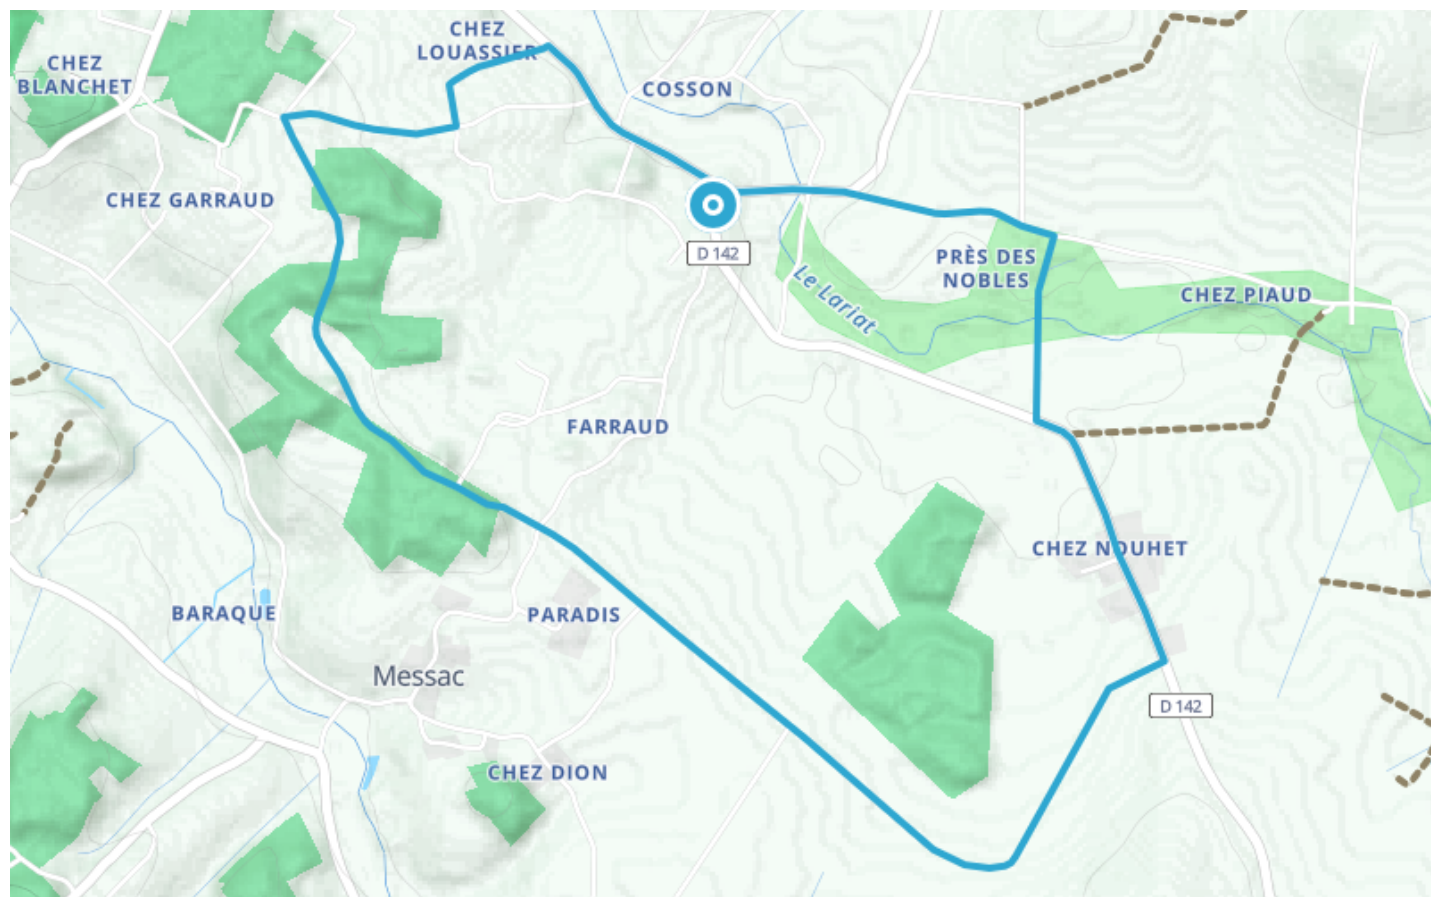 CHEZ
LOUASSIER
CHEZ
BLANCHET
COSSON
CHEZ GARRAUD
D 142
PRÈS DES
NOBLES
Le Lariat
CHEZ PIAUD
FARRAUD
CHEZ NOUHET
BARAQUE
PARADIS
Messac
D 142
CHEZ DION